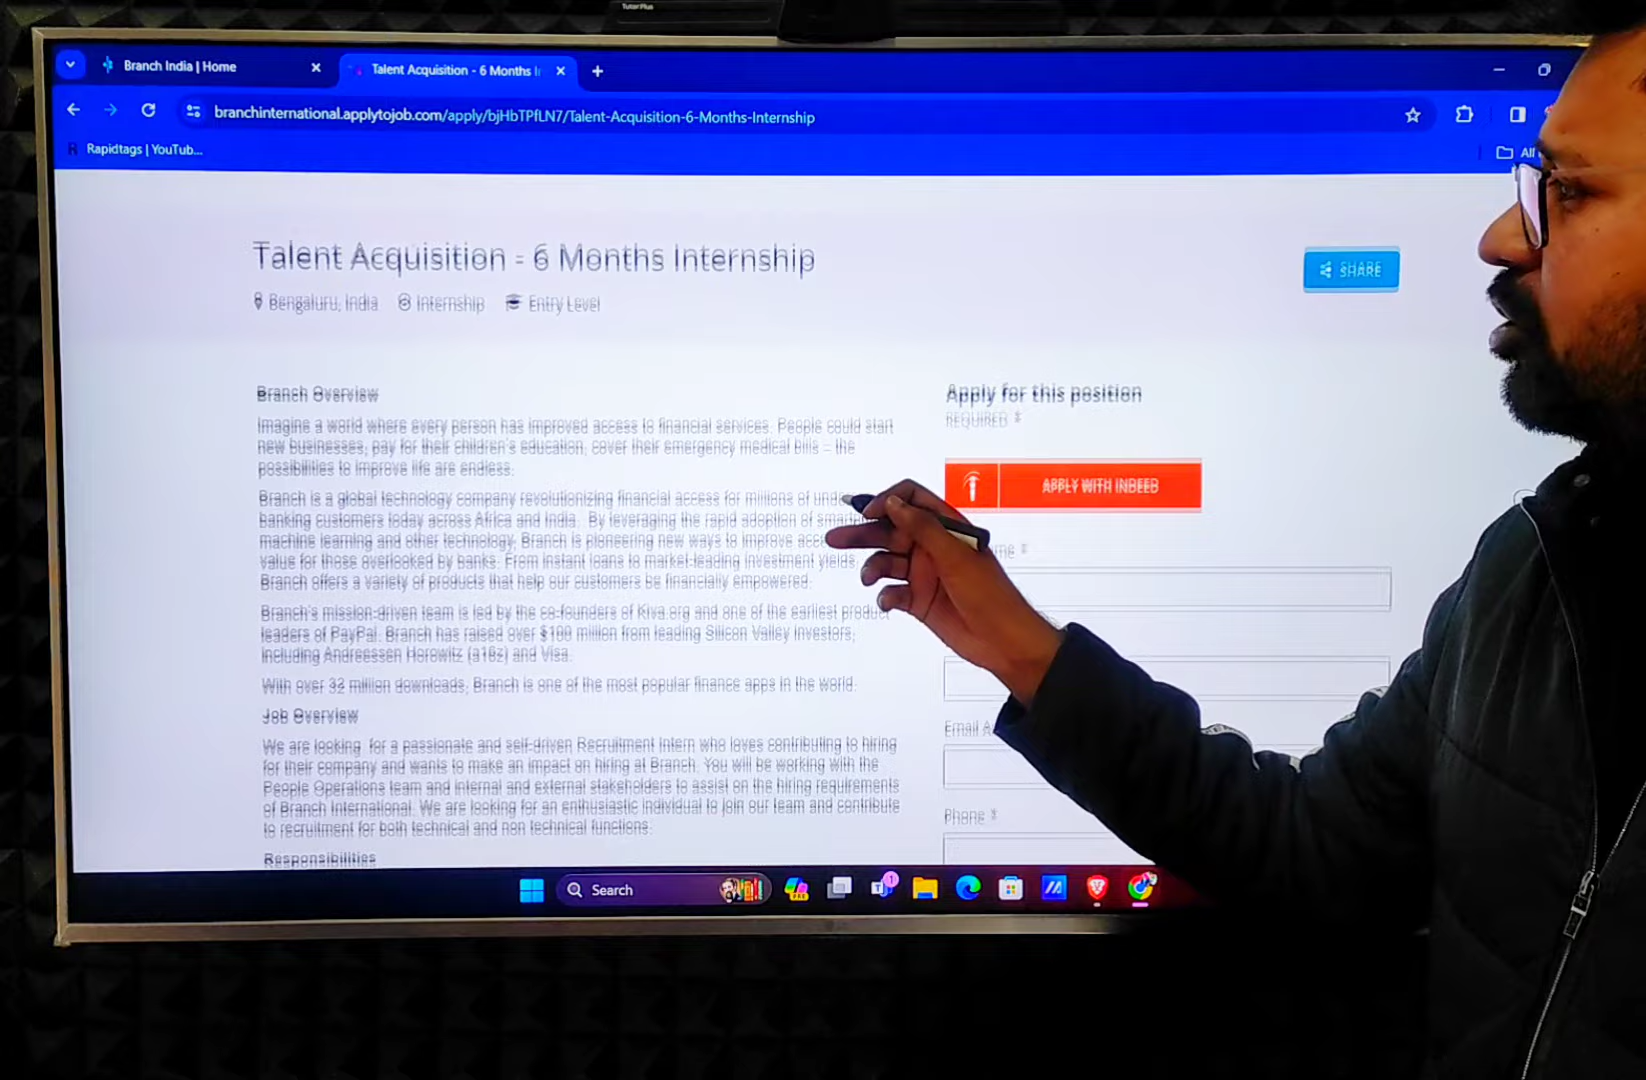 TutorPlus
Branch India | Home
Talent Acquisition - 6 Months I
branchinternational.applytojob.com/apply/bjHbTPfLN7/Talent-Acquisition-6-Months-Internship
Rapidtags | YouTub...
All
Talent Acquisition - 6 Months Internship
SHARE
Bengaluru, India Internship Entry Level
Branch Overview
Apply for this position
REQUIRED *
Imagine a world where every person has improved access to financial services. People could start
new businesses, pay for their children's education, cover their emergency medical bills – the
possibilities to improve life are endless.
APPLY WITH INDEED
Branch is a global technology company revolutionizing financial access for millions of
banking customers today across Africa and India. By leveraging the rapid adoption of
machine learning and other technology, Branch is pioneering new ways to improve
value for those overlooked by banks. From instant loans to market-leading investment yields,
Branch offers a variety of products that help our customers be financially empowered.
Branch's mission-driven team is led by the co-founders of Kiva.org and one of the earliest product
leaders of PayPal. Branch has raised over $100 million from leading Silicon Valley investors,
including Andreessen Horowitz (a16z) and Visa.
With over 32 million downloads, Branch is one of the most popular finance apps in the world.
Job Overview
Email
We are looking for a passionate and self-driven Recruitment Intern who loves contributing to hiring
for their company and wants to make an impact on hiring at Branch. You will be working with the
People Operations team and internal and external stakeholders to assist on the hiring requirements
of Branch International. We are looking for an enthusiastic individual to join our team and contribute
to recruitment for both technical and non technical functions.
Phone *
Responsibilities
Search
PRE
1